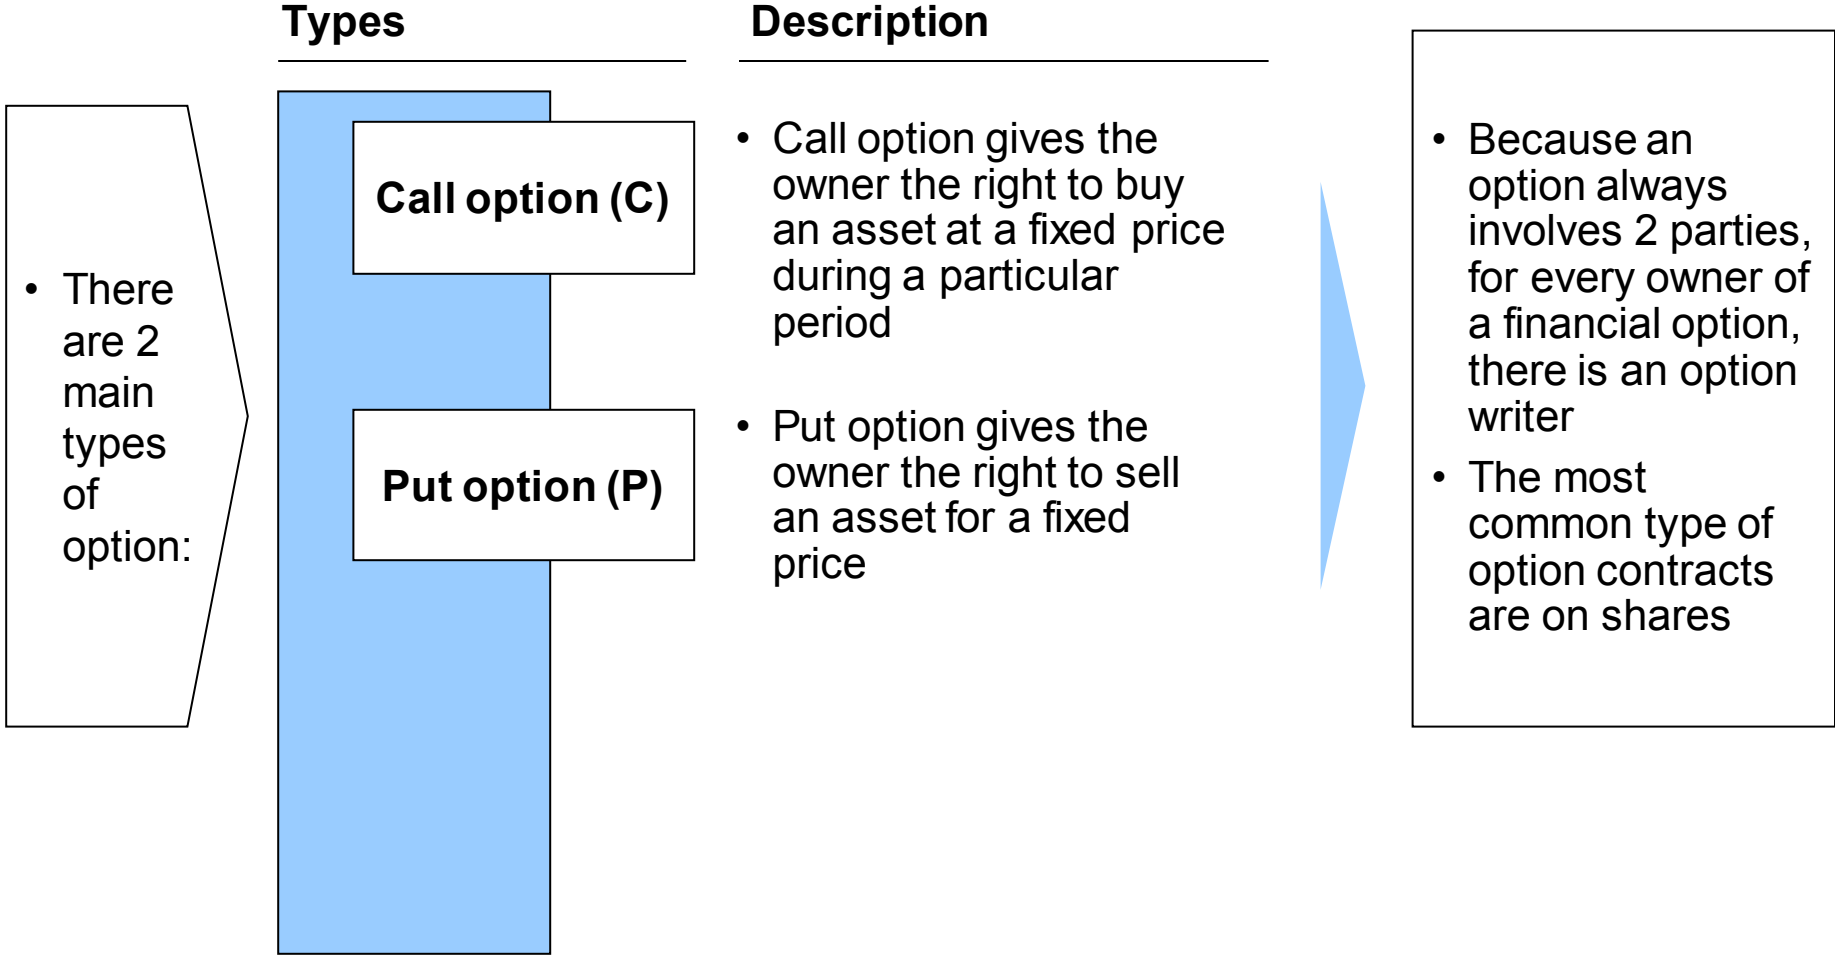 Types
Description
• There
are 2
main
types
of
option:
Call option (C)
• Call option gives the
owner the right to buy
an asset at a fixed price
during a particular
period
Put option (P)
• Put option gives the
owner the right to sell
an asset for a fixed
price
• Because an
option always
involves 2 parties,
for every owner of
a financial option,
there is an option
writer
• The most
common type of
option contracts
are on shares